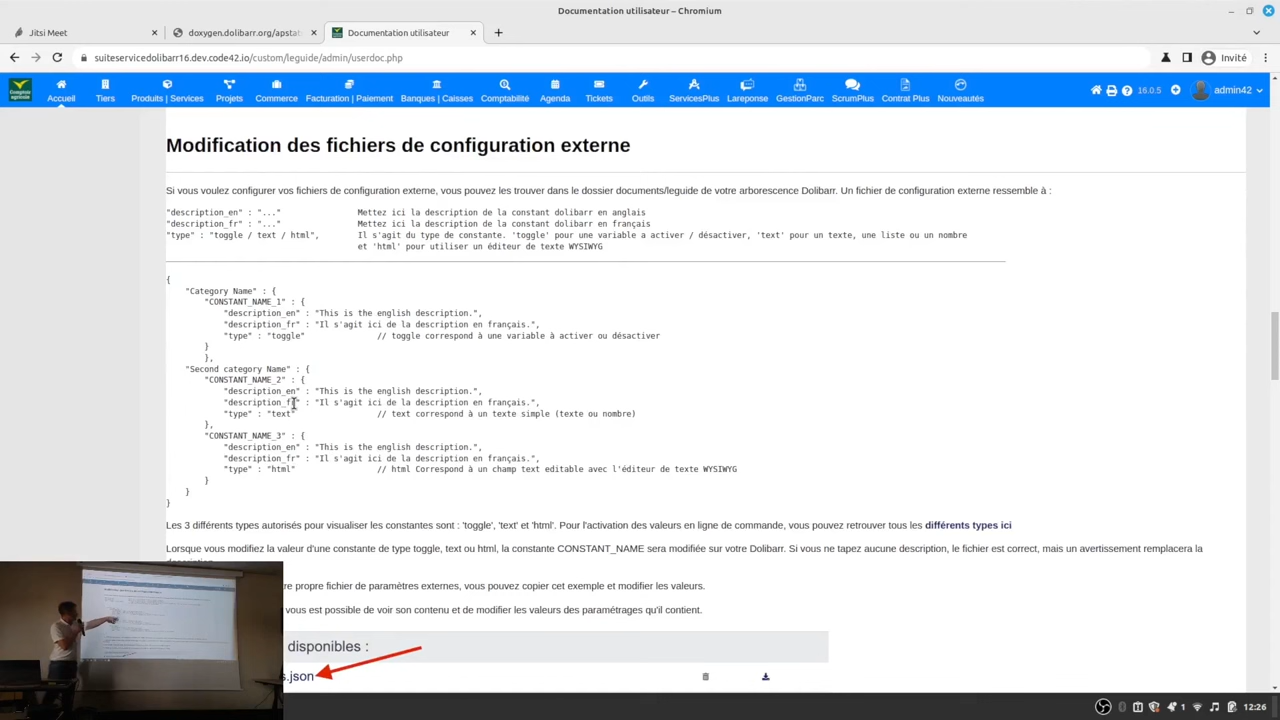 Documentation utilisateur – Chromium
Jitsi Meet
doxygen.dolibarr.org/apstat
Documentation utilisateur
suiteservicedolibarr16.dev.code42.io/custom/leguide/admin/userdoc.php
Invité
Accueil Tiers Produits | Services Projets Commerce Facturation | Paiement Banques | Caisses Comptabilité Agenda Tickets Outils ServicesPlus Lareponse GestionParc ScrumPlus Contrat Plus Nouveautés
16.0.5 admin42
Modification des fichiers de configuration externe
Si vous voulez configurer vos fichiers de configuration externe, vous pouvez les trouver dans le dossier documents/leguide de votre arborescence Dolibarr. Un fichier de configuration externe ressemble à :
"description_en" : "..." Mettez ici la description de la constant dolibarr en anglais
"description_fr" : "..." Mettez ici la description de la constant dolibarr en français
"type" : "toggle / text / html", Il s'agit du type de constante. 'toggle' pour une variable a activer / désactiver, 'text' pour un texte, une liste ou un nombre
et 'html' pour utiliser un éditeur de texte WYSIWYG
{
"Category Name" : {
"CONSTANT_NAME_1" : {
"description_en" : "This is the english description.",
"description_fr" : "Il s'agit ici de la description en français.",
"type" : "toggle" // toggle correspond à une variable à activer ou désactiver
}
},
"Second category Name" : {
"CONSTANT_NAME_2" : {
"description_en" : "This is the english description.",
"description_fr" : "Il s'agit ici de la description en français.",
"type" : "text" // text correspond à un texte simple (texte ou nombre)
},
"CONSTANT_NAME_3" : {
"description_en" : "This is the english description.",
"description_fr" : "Il s'agit ici de la description en français.",
"type" : "html" // html Correspond à un champ text editable avec l'éditeur de texte WYSIWYG
}
}
}
Les 3 différents types autorisés pour visualiser les constantes sont : 'toggle', 'text' et 'html'. Pour l'activation des valeurs en ligne de commande, vous pouvez retrouver tous les différents types ici
Lorsque vous modifiez la valeur d'une constante de type toggle, text ou html, la constante CONSTANT_NAME sera modifiée sur votre Dolibarr. Si vous ne tapez aucune description, le fichier est correct, mais un avertissement remplacera la
propre fichier de paramètres externes, vous pouvez copier cet exemple et modifier les valeurs.
vous est possible de voir son contenu et de modifier les valeurs des paramétrages qu'il contient.
disponibles :
s.json
1 12:26